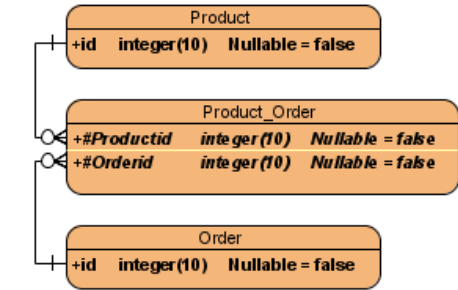 Product
+id integer(10) Nullable = false
Product_Order
+#Productid integer(10) Nullable = false
+#Orderid integer(10) Nullable = false
Order
+id integer(10) Nullable = false